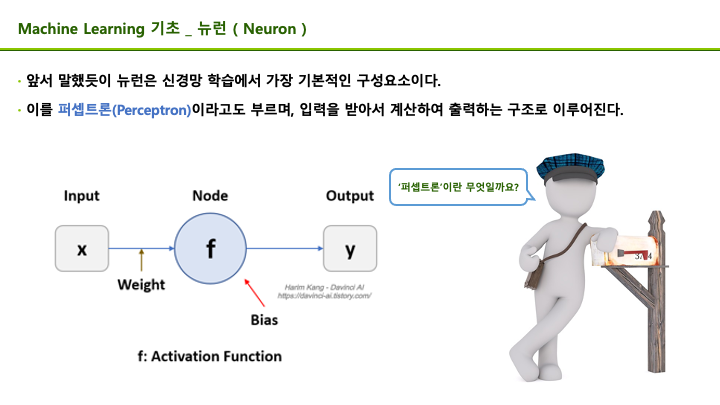 Machine Learning 기초 _ 뉴런 ( Neuron )
· 앞서 말했듯이 뉴런은 신경망 학습에서 가장 기본적인 구성요소이다.
· 이를 퍼셉트론(Perceptron)이라고도 부르며, 입력을 받아서 계산하여 출력하는 구조로 이루어진다.
'퍼셉트론'이란 무엇일까요?
Input Node Output
x f y
Weight
Harim Kang - Davinci AI
https://davinci-ai.tistory.com/
Bias
f: Activation Function